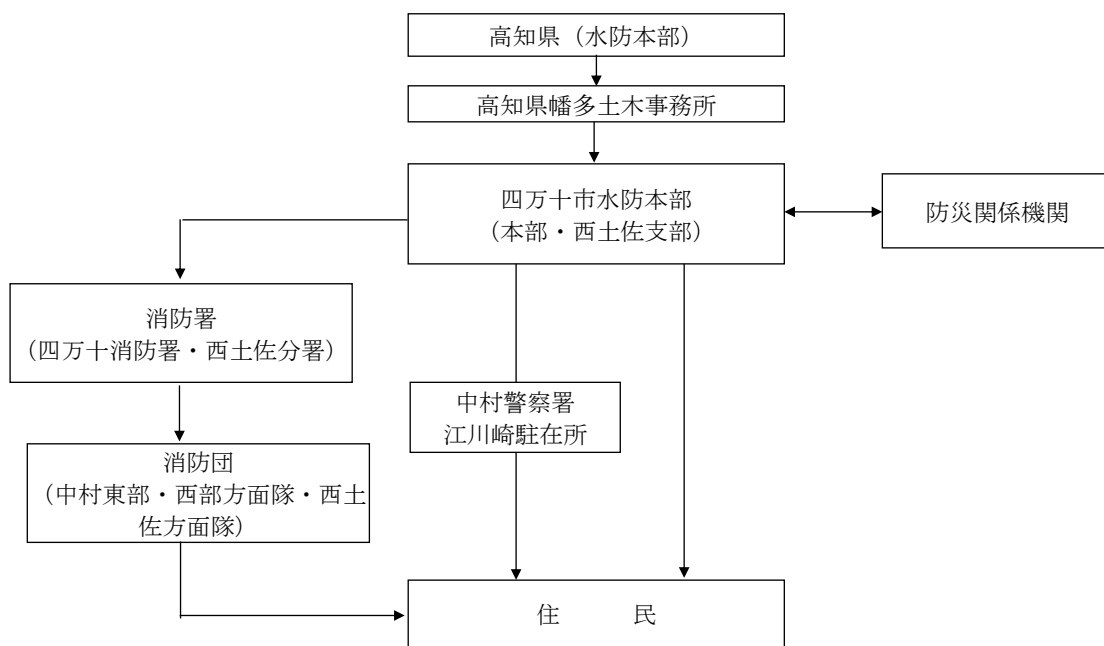 高知県（水防本部）
高知県幡多土木事務所
四万十市水防本部
（本部・西土佐支部）
防災関係機関
消防署
（四万十消防署・西土佐分署）
中村警察署
江川崎駐在所
消防団
（中村東部・西部方面隊・西土
佐方面隊）
住　　　民